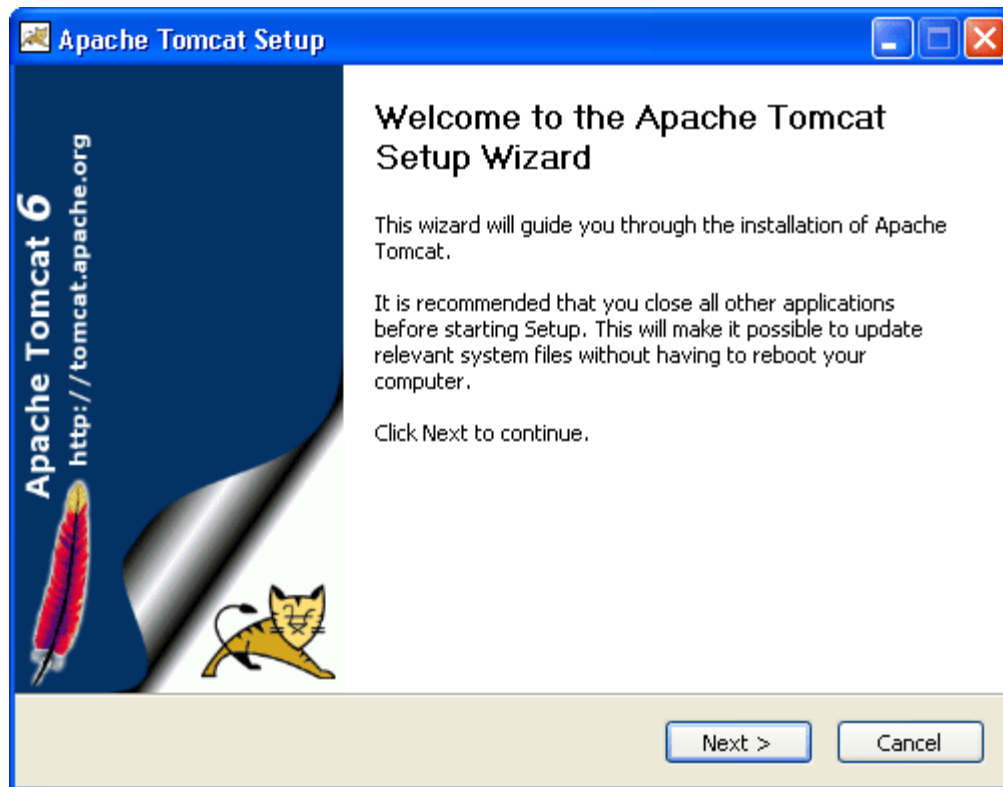 Apache Tomcat Setup
Apache Tomcat 6
http://tomcat.apache.org
Welcome to the Apache Tomcat
Setup Wizard
This wizard will guide you through the installation of Apache
Tomcat.
It is recommended that you close all other applications
before starting Setup. This will make it possible to update
relevant system files without having to reboot your
computer.
Click Next to continue.
Next >
Cancel